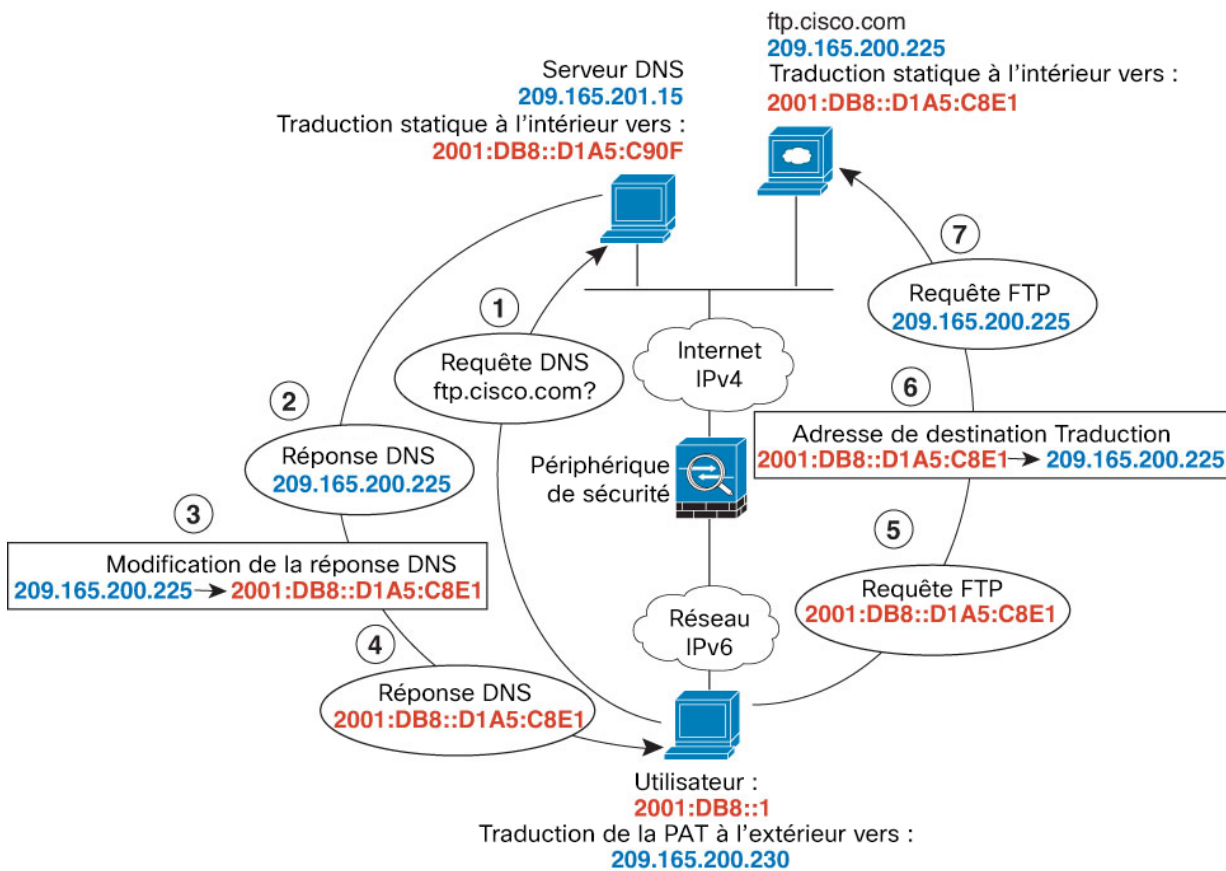 ftp.cisco.com
209.165.200.225
Traduction statique à l'intérieur vers :
2001:DB8::D1A5:C8E1
Serveur DNS
209.165.201.15
Traduction statique à l'intérieur vers :
2001:DB8::D1A5:C90F
7
Requête FTP
209.165.200.225
1
Requête DNS
ftp.cisco.com?
Internet
IPv4
2
Réponse DNS
209.165.200.225
6
Adresse de destination Traduction
2001:DB8::D1A5:C8E1 → 209.165.200.225
Périphérique
de sécurité
3
Modification de la réponse DNS
209.165.200.225 → 2001:DB8::D1A5:C8E1
5
Requête FTP
2001:DB8::D1A5:C8E1
Réseau
IPv6
4
Réponse DNS
2001:DB8::D1A5:C8E1
Utilisateur :
2001:DB8::1
Traduction de la PAT à l'extérieur vers :
209.165.200.230